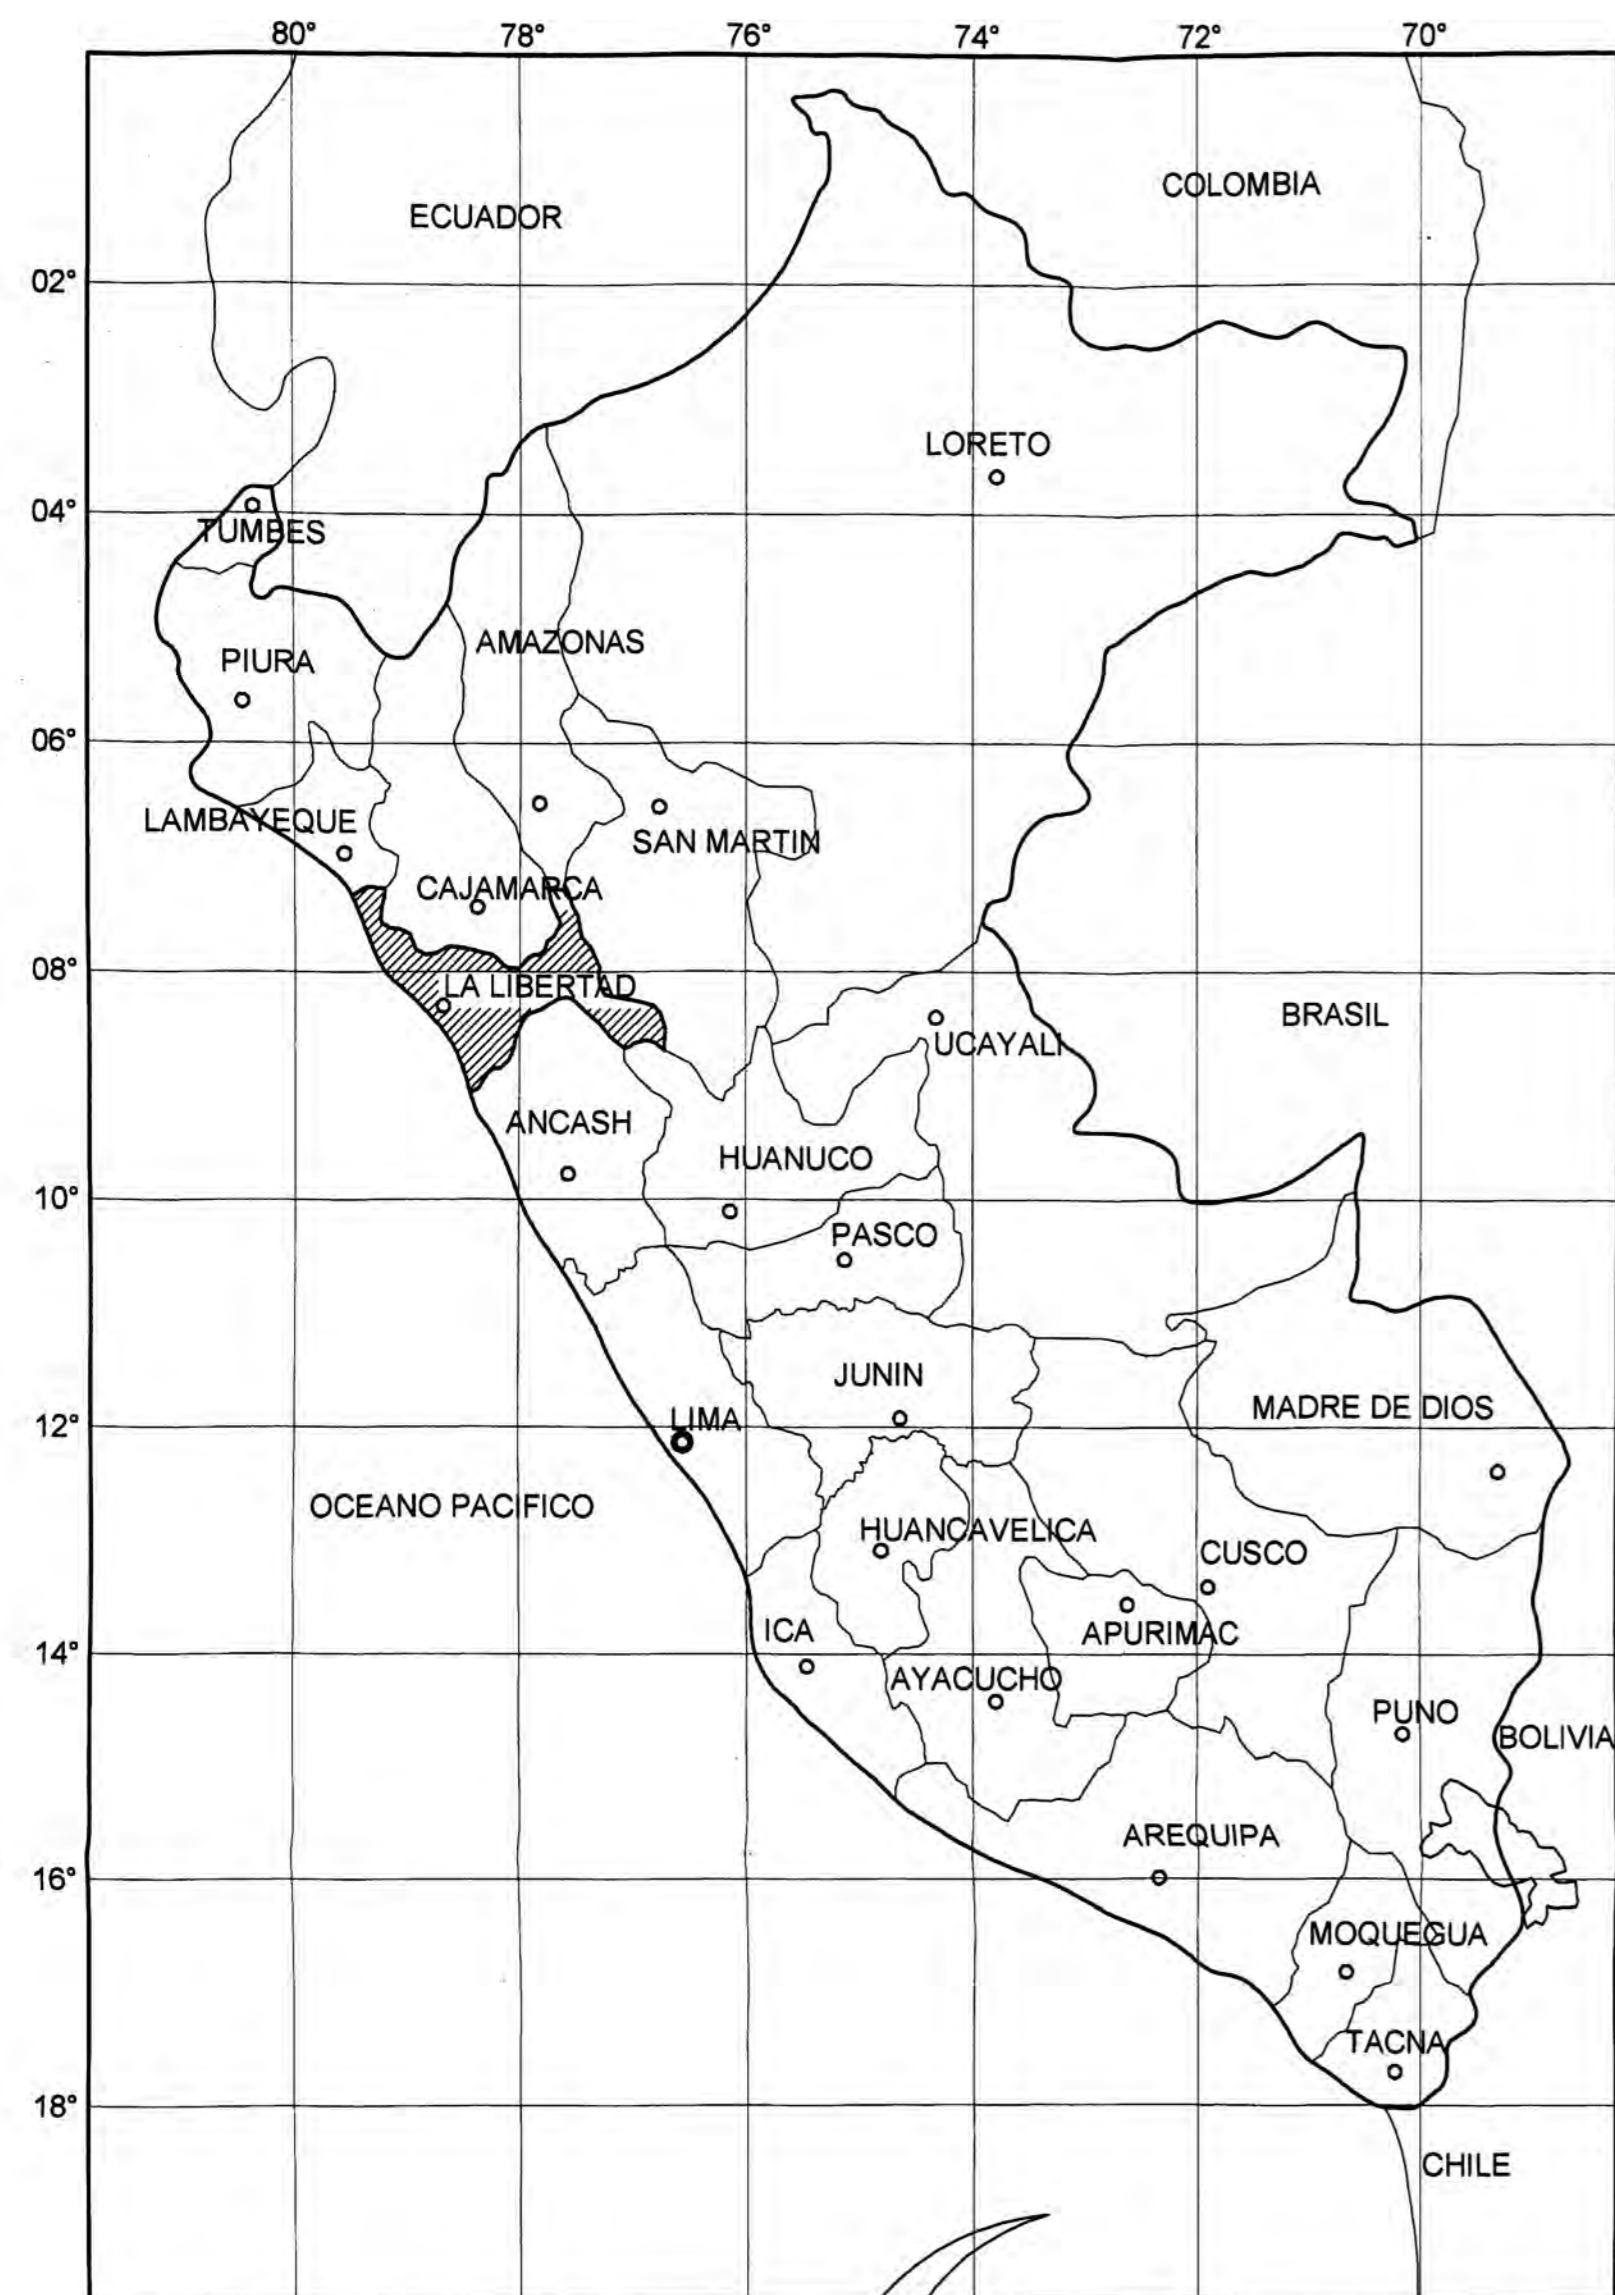 80° 78° 76° 74° 72° 70°
COLOMBIA
ECUADOR
02°
LORETO
04°
TUMBES
AMAZONAS
PIURA
06°
LAMBAYEQUE
SAN MARTIN
CAJAMARCA
08°
LA LIBERTAD
BRASIL
UCAYALI
ANCASH
HUANUCO
10°
PASCO
JUNIN
MADRE DE DIOS
LIMA
12°
OCEANO PACIFICO
HUANCAVELICA
CUSCO
ICA
APURIMAC
14°
AYACUCHO
PUNO
BOLIVIA
AREQUIPA
16°
MOQUEGUA
TACNA
18°
CHILE